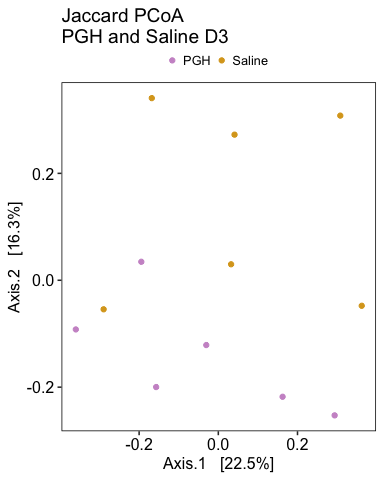 Jaccard PCoA
PGH and Saline D3
PGH Saline
0.2
0.0
-0.2
Axis.2 [16.3%]
-0.2 0.0 0.2
Axis.1 [22.5%]